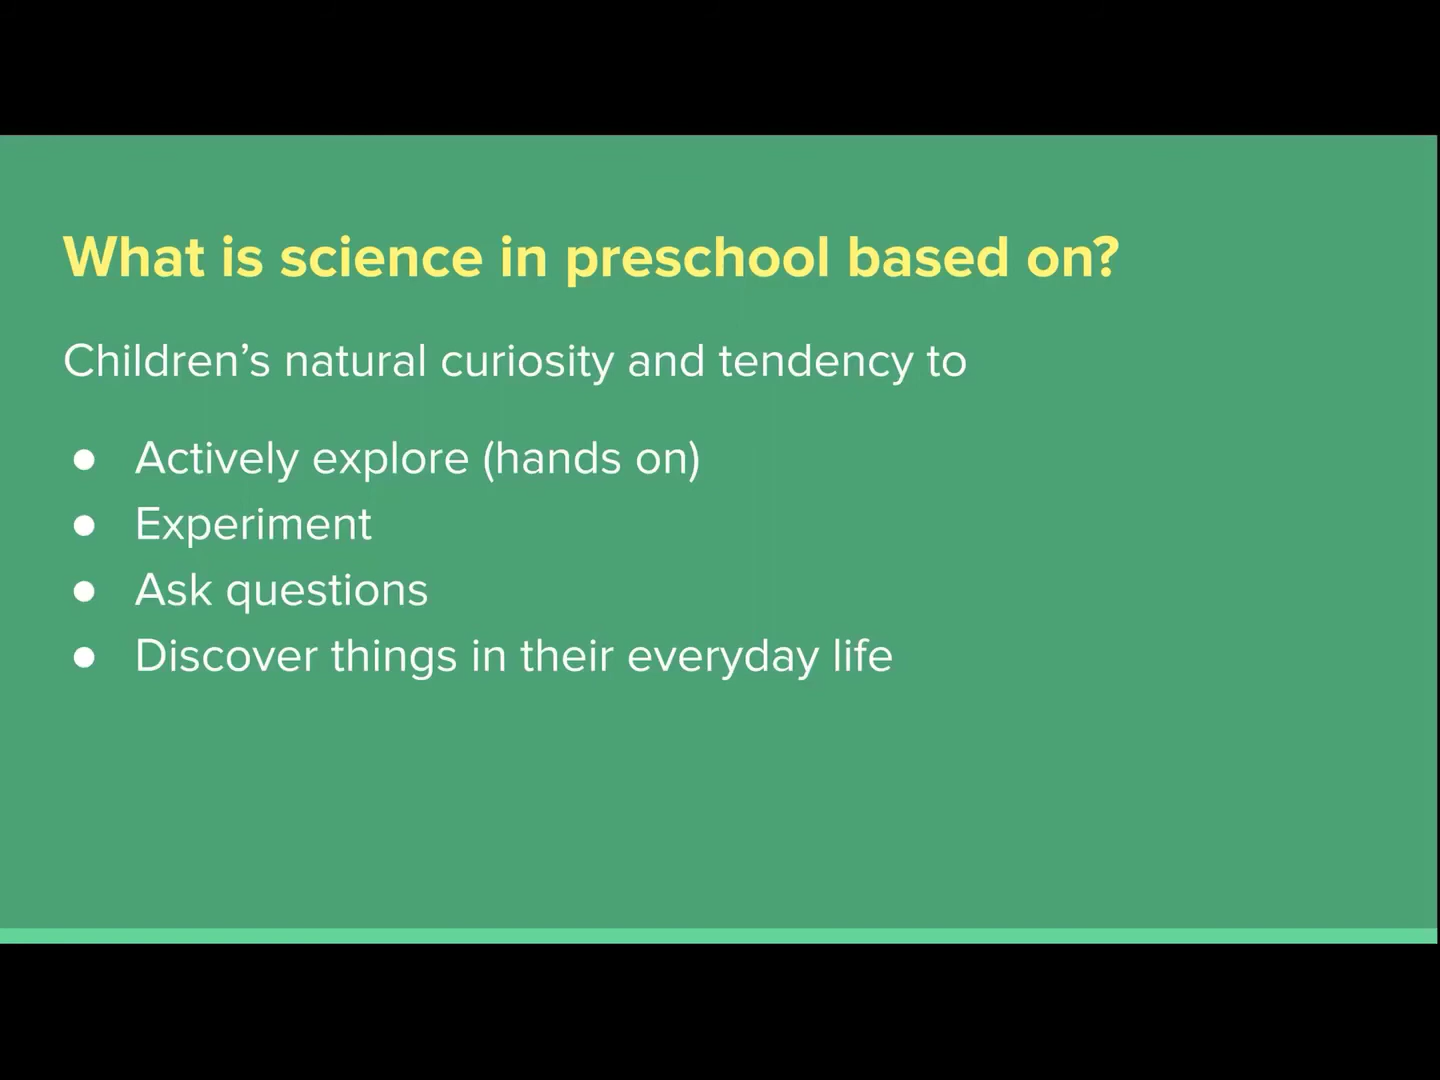 What is science in preschool based on?
Children’s natural curiosity and tendency to
● Actively explore (hands on)
● Experiment
● Ask questions
● Discover things in their everyday life